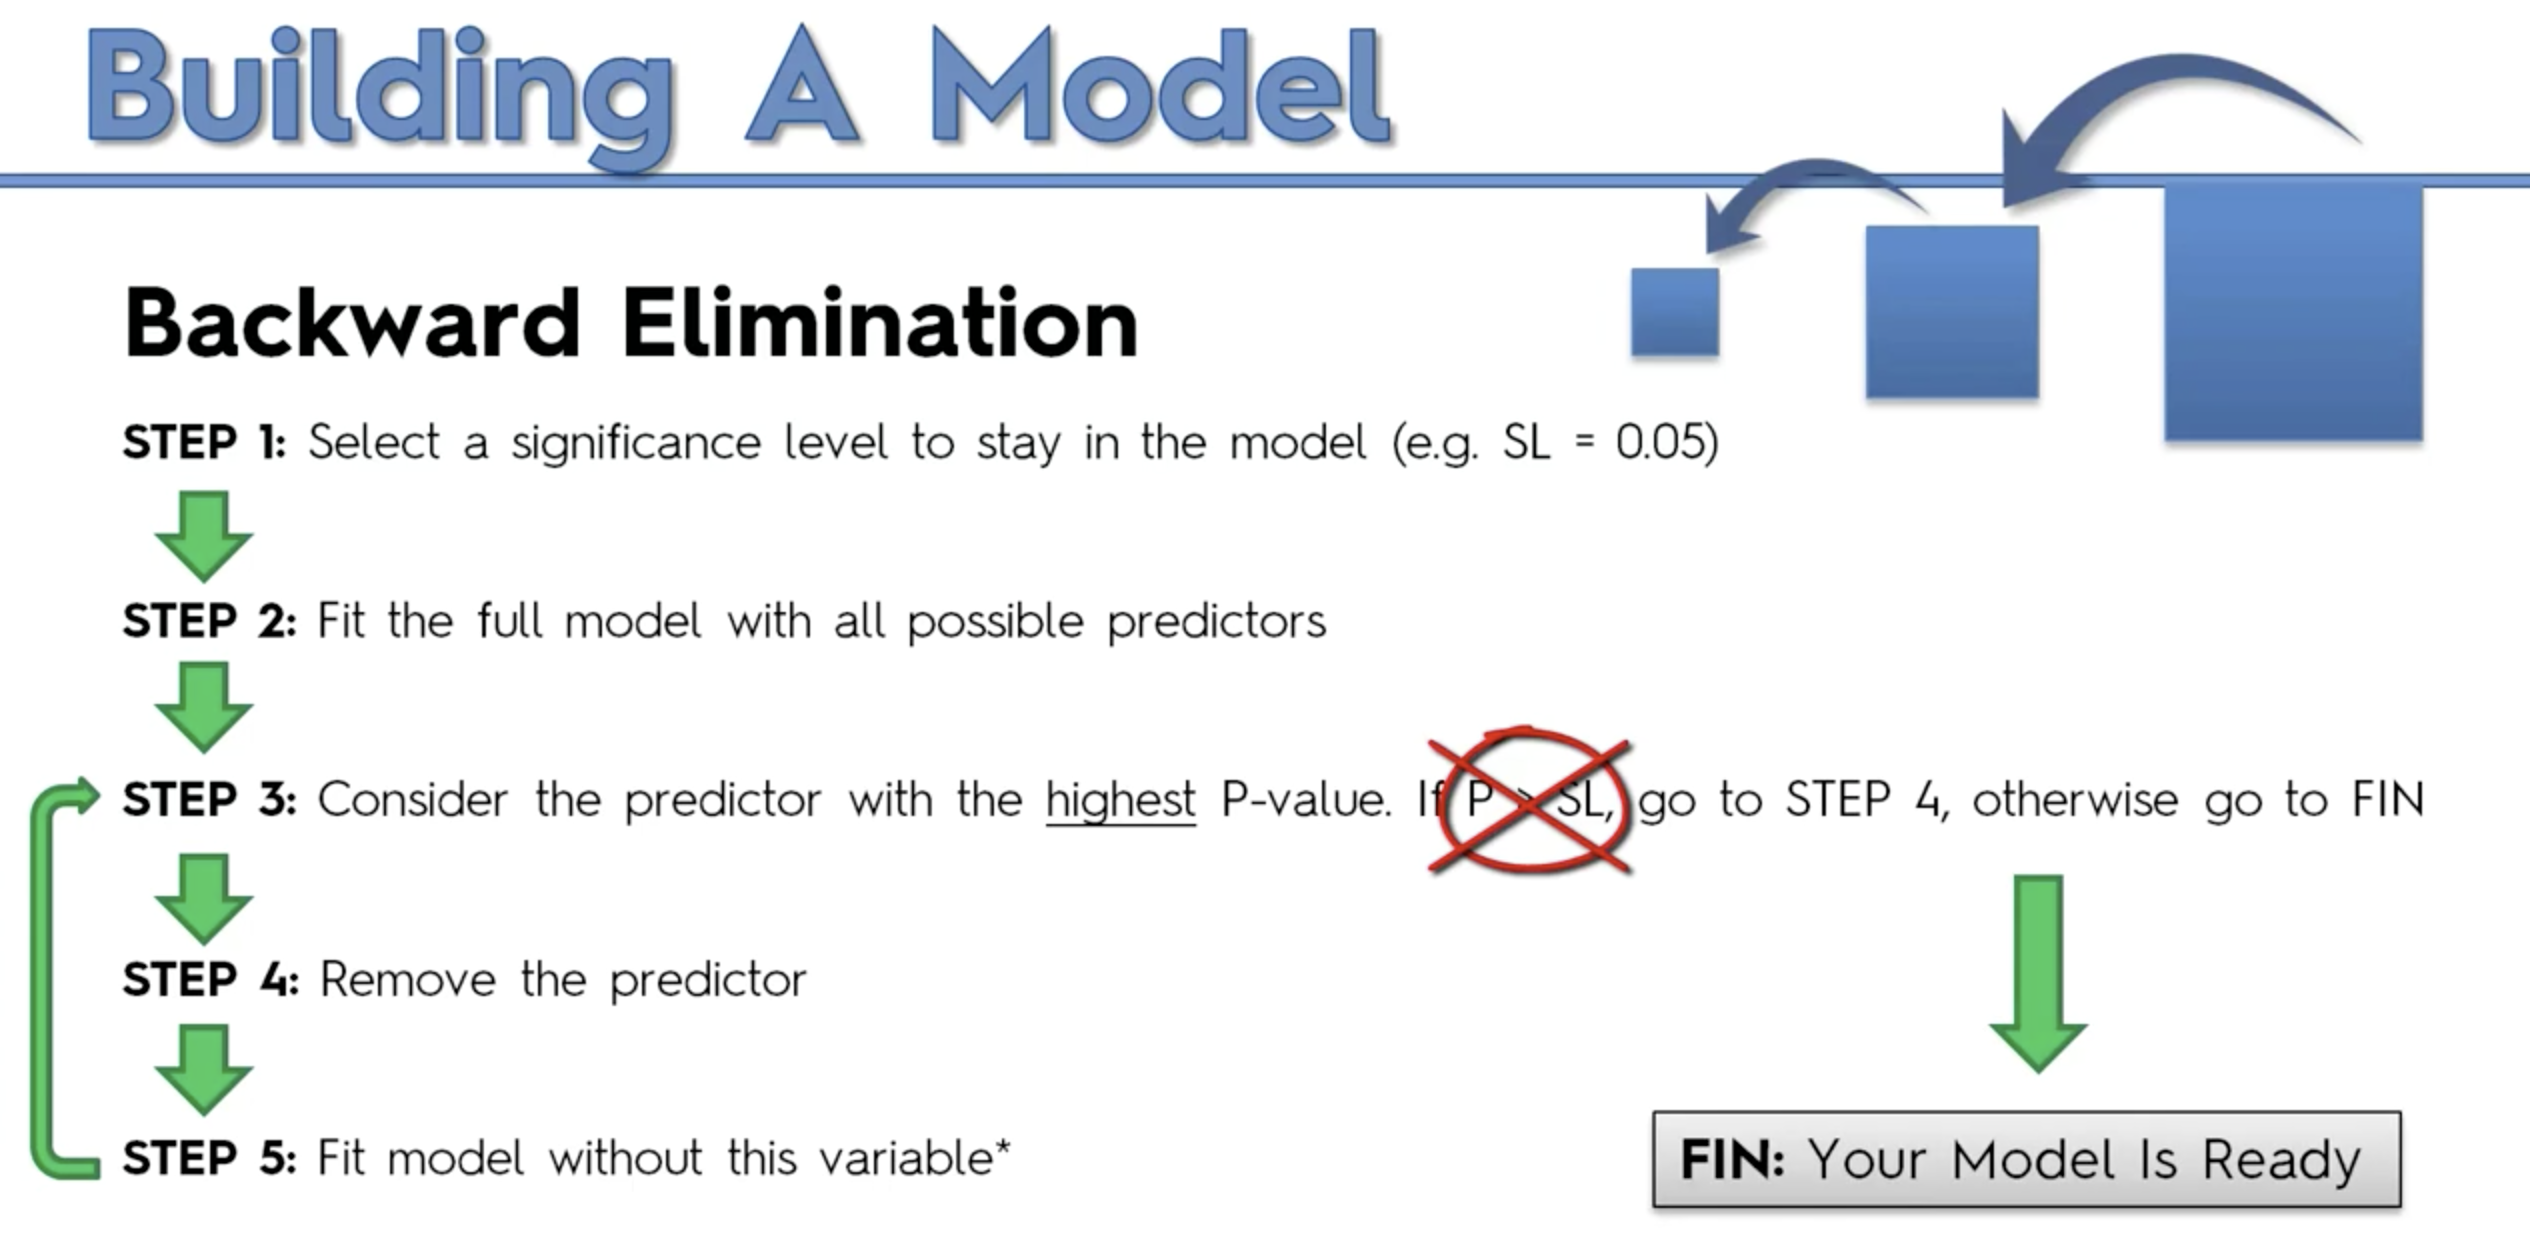 Building A Model
Backward Elimination
STEP 1: Select a significance level to stay in the model (e.g. SL = 0.05)
STEP 2: Fit the full model with all possible predictors
STEP 3: Consider the predictor with the highest P-value. If P > SL, go to STEP 4, otherwise go to FIN
STEP 4: Remove the predictor
STEP 5: Fit model without this variable*
FIN: Your Model Is Ready